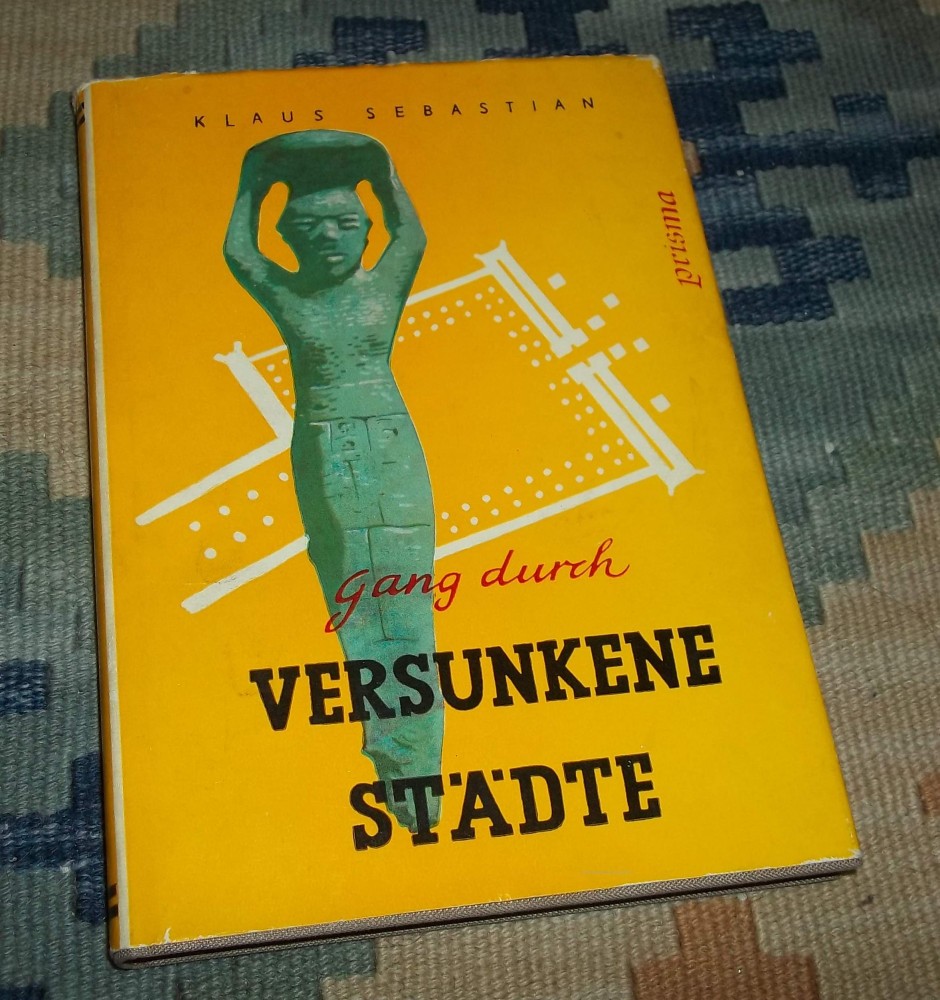 KLAUS SEBASTIAN
prisma
Gang durch
VERSUNKENE
STÄDTE